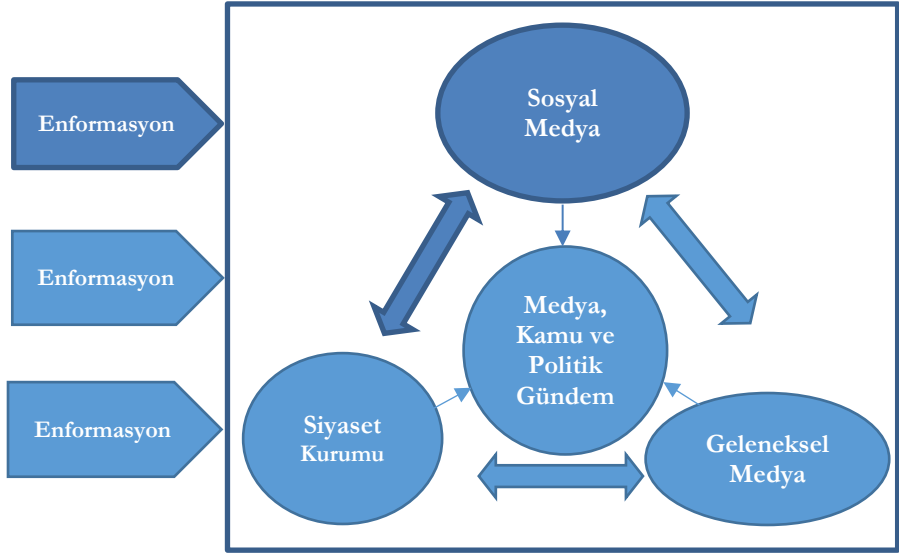 Enformasyon
Enformasyon
Enformasyon
Sosyal
Medya
Medya,
Kamu ve
Politik
Gündem
Siyaset
Kurumu
Geleneksel
Medya